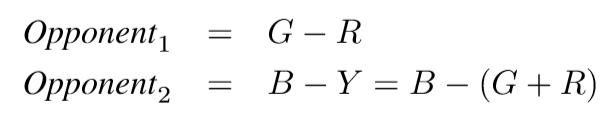 Opponent₁ = G − R
Opponent₂ = B − Y = B − (G + R)